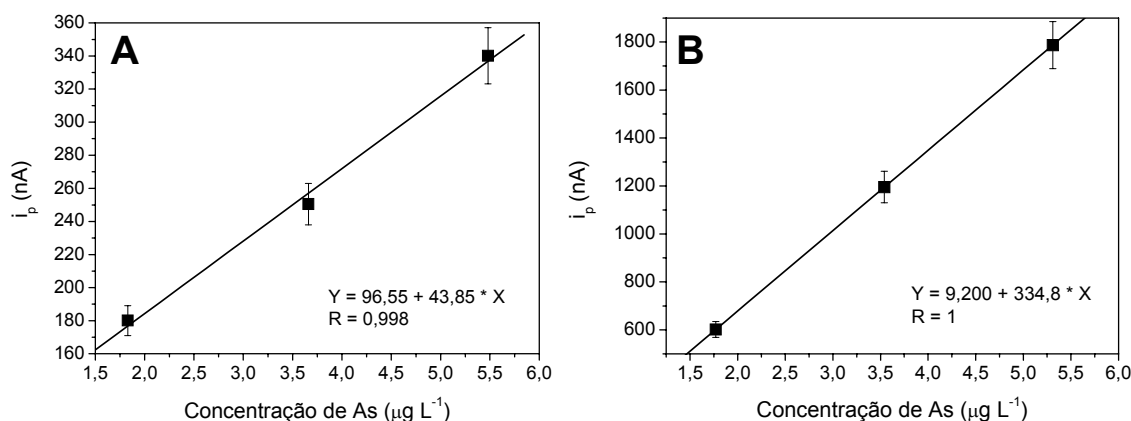 A
360
340
320
300
280
260
240
220
200
180
160
i_p (nA)
Y = 96,55 + 43,85 * X
R = 0,998
1,5 2,0 2,5 3,0 3,5 4,0 4,5 5,0 5,5 6,0
Concentração de As (μg L⁻¹)
B
1800
1600
1400
1200
1000
800
600
i_p (nA)
Y = 9,200 + 334,8 * X
R = 1
1,5 2,0 2,5 3,0 3,5 4,0 4,5 5,0 5,5 6,0
Concentração de As (μg L⁻¹)